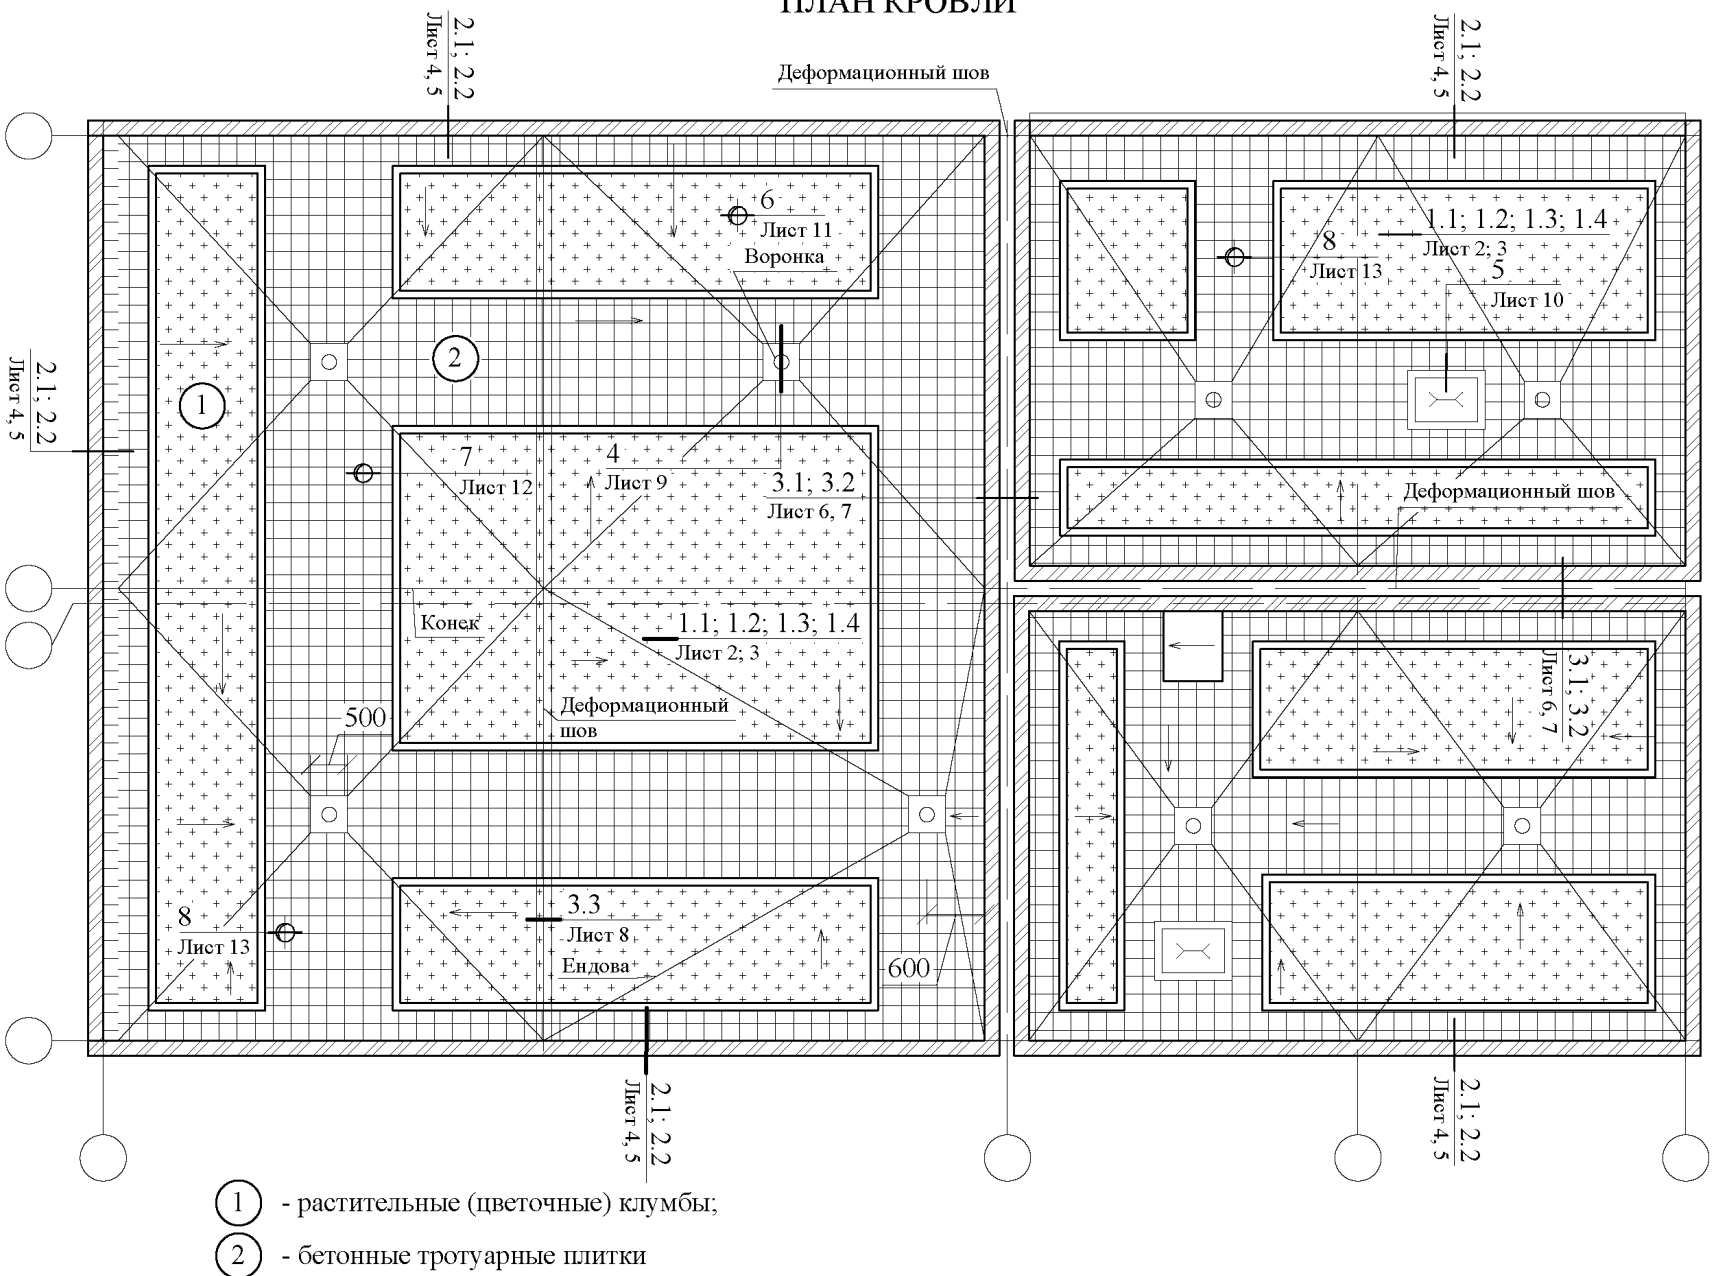 ПЛАН КРОВЛИ
2.1; 2.2
Лист 4, 5
Деформационный шов
2.1; 2.2
Лист 4, 5
6
Лист 11
Воронка
1.1; 1.2; 1.3; 1.4
Лист 2; 3
8
Лист 13
5
Лист 10
2.1; 2.2
Лист 4, 5
1
2
7
Лист 12
4
Лист 9
3.1; 3.2
Лист 6, 7
Деформационный шов
Конек
1.1; 1.2; 1.3; 1.4
Лист 2; 3
3.1; 3.2
Лист 6, 7
500
Деформационный
шов
8
Лист 13
3.3
Лист 8
Ендова
600
2.1; 2.2
Лист 4, 5
2.1; 2.2
Лист 4, 5
1 - растительные (цветочные) клумбы;
2 - бетонные тротуарные плитки